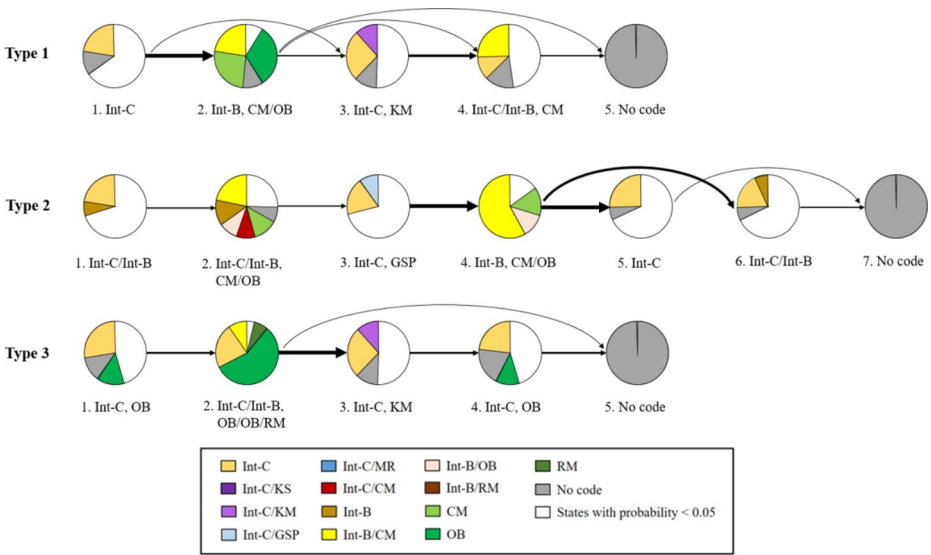 Type 1
1. Int-C
2. Int-B, CM/OB
3. Int-C, KM
4. Int-C/Int-B, CM
5. No code
Type 2
1. Int-C/Int-B
2. Int-C/Int-B,
CM/OB
3. Int-C, GSP
4. Int-B, CM/OB
5. Int-C
6. Int-C/Int-B
7. No code
Type 3
1. Int-C, OB
2. Int-C/Int-B,
OB/OB/RM
3. Int-C, KM
4. Int-C, OB
5. No code
Int-C
Int-C/KS
Int-C/KM
Int-C/GSP
Int-C/MR
Int-C/CM
Int-B
Int-B/CM
Int-B/OB
Int-B/RM
CM
OB
RM
No code
States with probability < 0.05